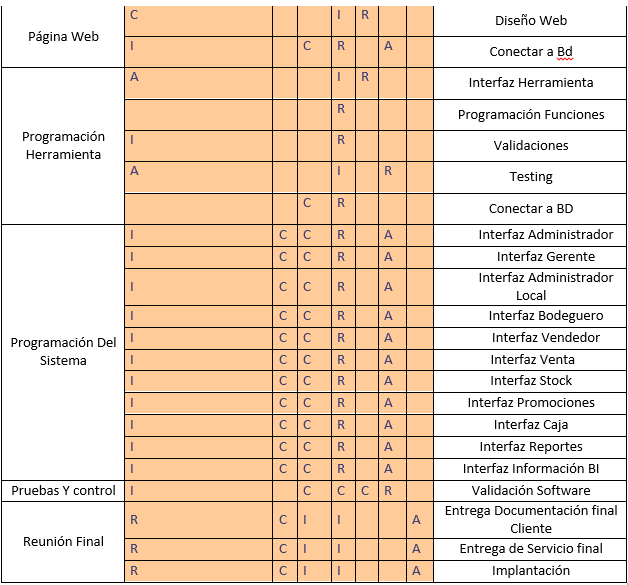 Página Web
C I R Diseño Web
I C R A Conectar a Bd
Programación
Herramienta
A I R Interfaz Herramienta
R Programación Funciones
I R Validaciones
A I R Testing
C R Conectar a BD
Programación Del
Sistema
I C C R A Interfaz Administrador
I C C R A Interfaz Gerente
I C C R A Interfaz Administrador
Local
I C C R A Interfaz Bodeguero
I C C R A Interfaz Vendedor
I C C R A Interfaz Venta
I C C R A Interfaz Stock
I C C R A Interfaz Promociones
I C C R A Interfaz Caja
I C C R A Interfaz Reportes
I C C R A Interfaz Información BI
Pruebas Y control I C C C R Validación Software
Reunión Final
R C I I A Entrega Documentación final
Cliente
R C I I A Entrega de Servicio final
R C I I A Implantación